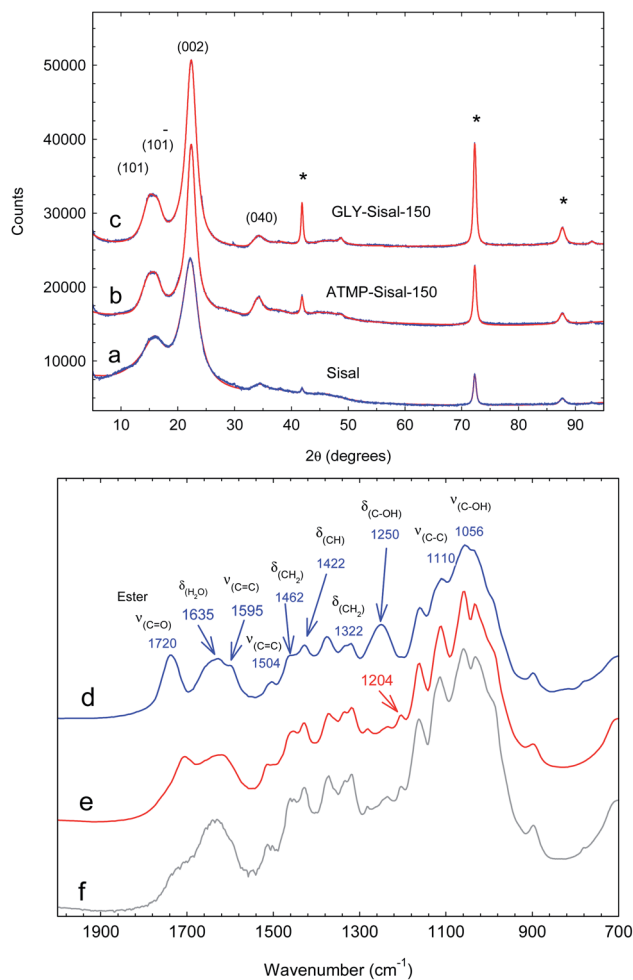 (002)
50000
(101̄)
(101)
*
*
*
40000
Counts
30000
c
(040)
GLY-Sisal-150
20000
b
ATMP-Sisal-150
a
10000
Sisal
10 20 30 40 50 60 70 80 90
2θ (degrees)
ν(C-OH)
δ(C-OH)
1056
δ(CH)
1250
ν(C-C)
1110
1422
δ(CH2)
ν(C=C)
1462
δ(H2O)
1595
Ester
1635
δ(CH2)
1322
ν(C=O)
ν(C=C)
1720
1504
1204
d
e
f
1900 1700 1500 1300 1100 900 700
Wavenumber (cm-1)